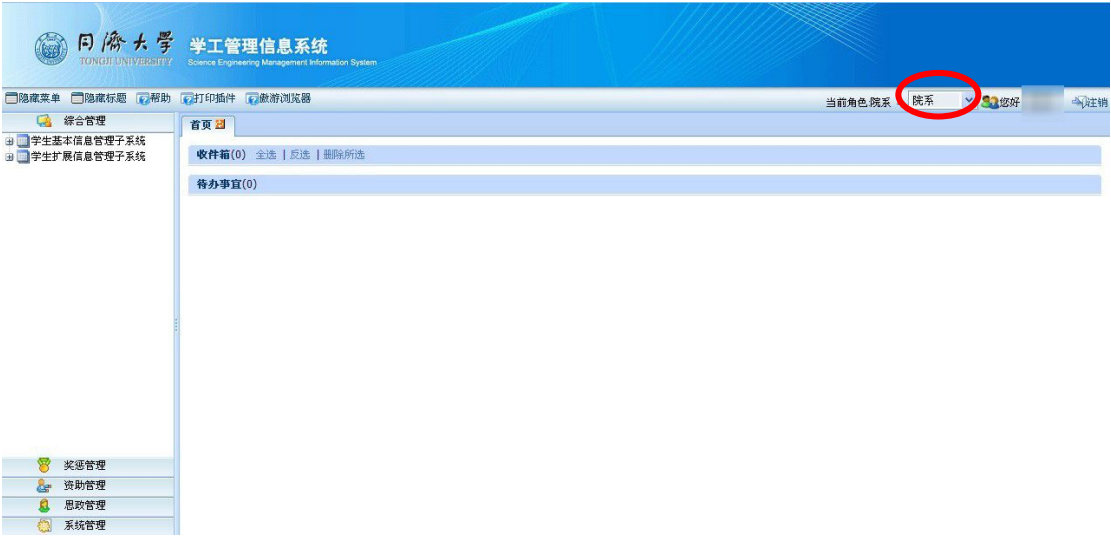 同濟大學 学工管理信息系统
TONGJI UNIVERSITY Science Engineering Management Information System
隐藏菜单 隐藏标题 帮助 打印插件 傲游浏览器 当前角色:院系 院系 您好 注销
综合管理 首页
学生基本信息管理子系统
学生扩展信息管理子系统
收件箱(0) 全选 | 反选 | 删除所选
待办事宜(0)
奖惩管理
资助管理
思政管理
系统管理